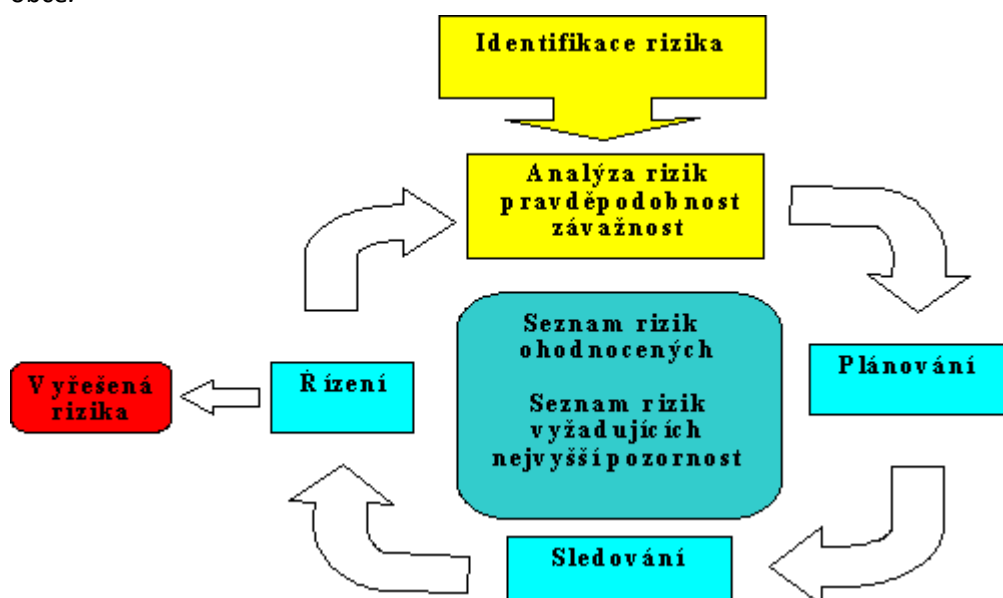 obce.
Identifikace rizika
Analýza rizik
pravděpodobnost
závažnost
Seznam rizik
ohodnocených
Seznam rizik
vyžadujících
nejvyšší pozornost
Plánování
Řízení
Vyřešená
rizika
Sledování